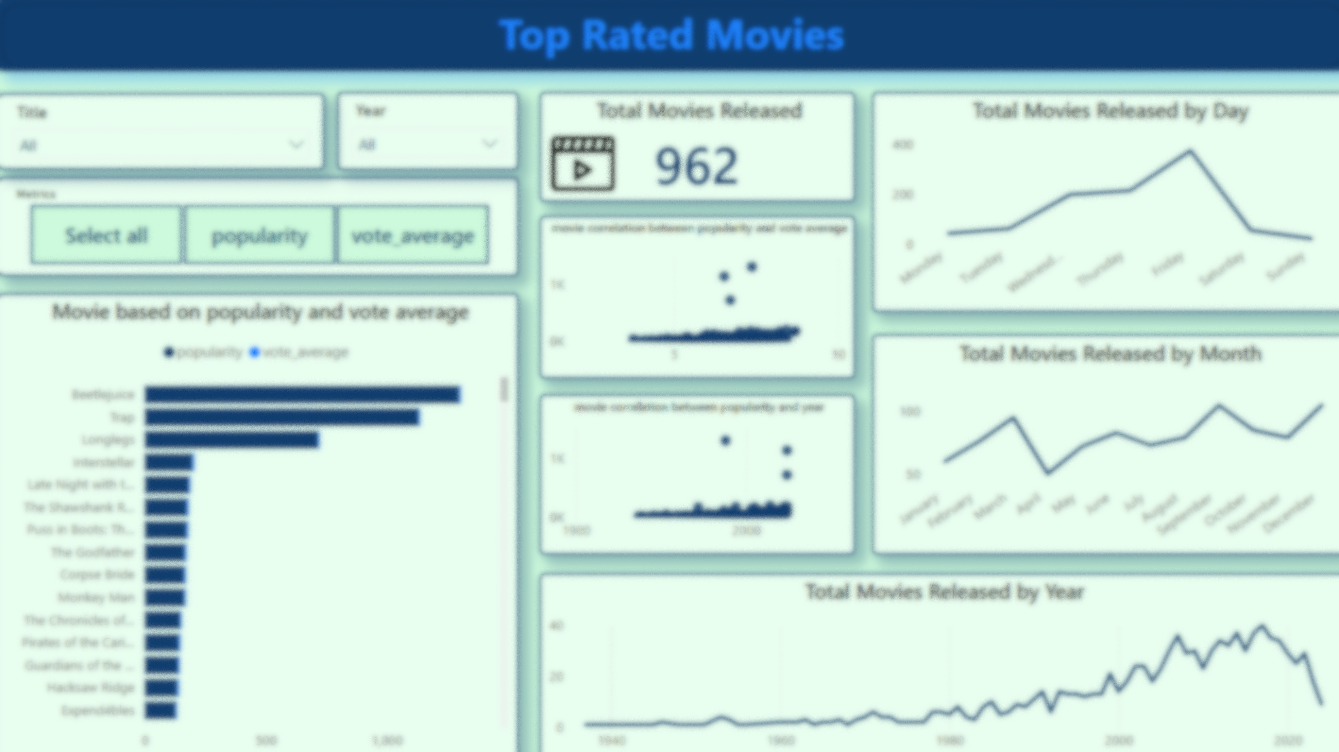 Top Rated Movies
Title
All
Year
All
Metrics
Select all
popularity
vote_average
Movie based on popularity and vote average
popularity
vote_average
Beetlejuice
Trap
Longlegs
Interstellar
Late Night with t...
The Shawshank R...
Puss in Boots: Th...
The Godfather
Corpse Bride
Monkey Man
The Chronicles of...
Pirates of the Cari...
Guardians of the ...
Hacksaw Ridge
Expend4bles
0
500
1,000
Total Movies Released
962
movie correlation between popularity and vote average
1K
0K
5
10
movie correlation between popularity and year
1K
0K
1900
2000
Total Movies Released by Day
400
200
0
Monday
Tuesday
Wednesd...
Thursday
Friday
Saturday
Sunday
Total Movies Released by Month
100
50
January
February
March
April
May
June
July
August
September
October
November
December
Total Movies Released by Year
40
20
0
1940
1960
1980
2000
2020